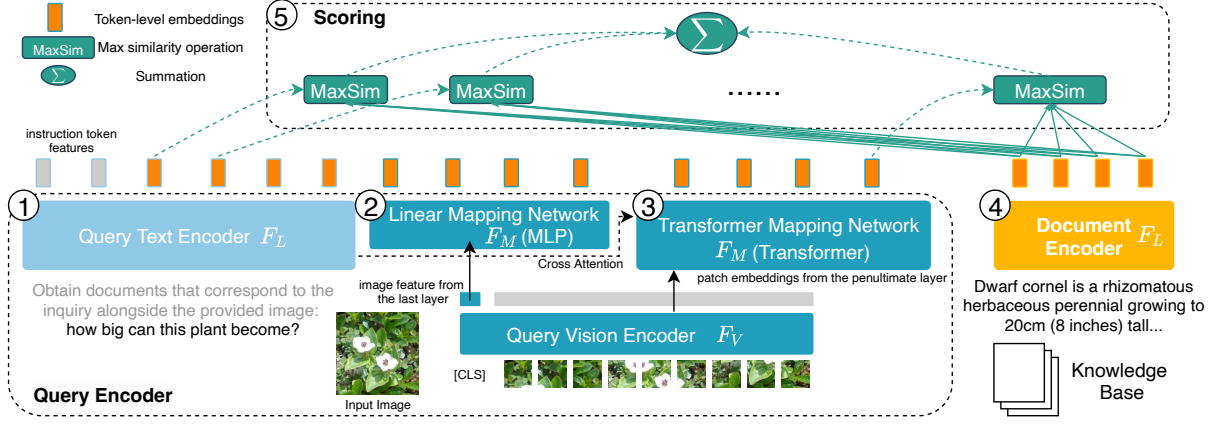 Token-level embeddings
MaxSim Max similarity operation
∑ Summation
5 Scoring
∑
MaxSim
MaxSim
......
MaxSim
instruction token
features
1
Query Text Encoder F_L
2
Linear Mapping Network
F_M (MLP)
3
Transformer Mapping Network
F_M (Transformer)
4
Document
Encoder F_L
Cross Attention
patch embeddings from the penultimate layer
image feature from
the last layer
Obtain documents that correspond to the
inquiry alongside the provided image:
how big can this plant become?
Query Vision Encoder F_V
[CLS]
Input Image
Query Encoder
Dwarf cornel is a rhizomatous
herbaceous perennial growing to
20cm (8 inches) tall...
Knowledge
Base